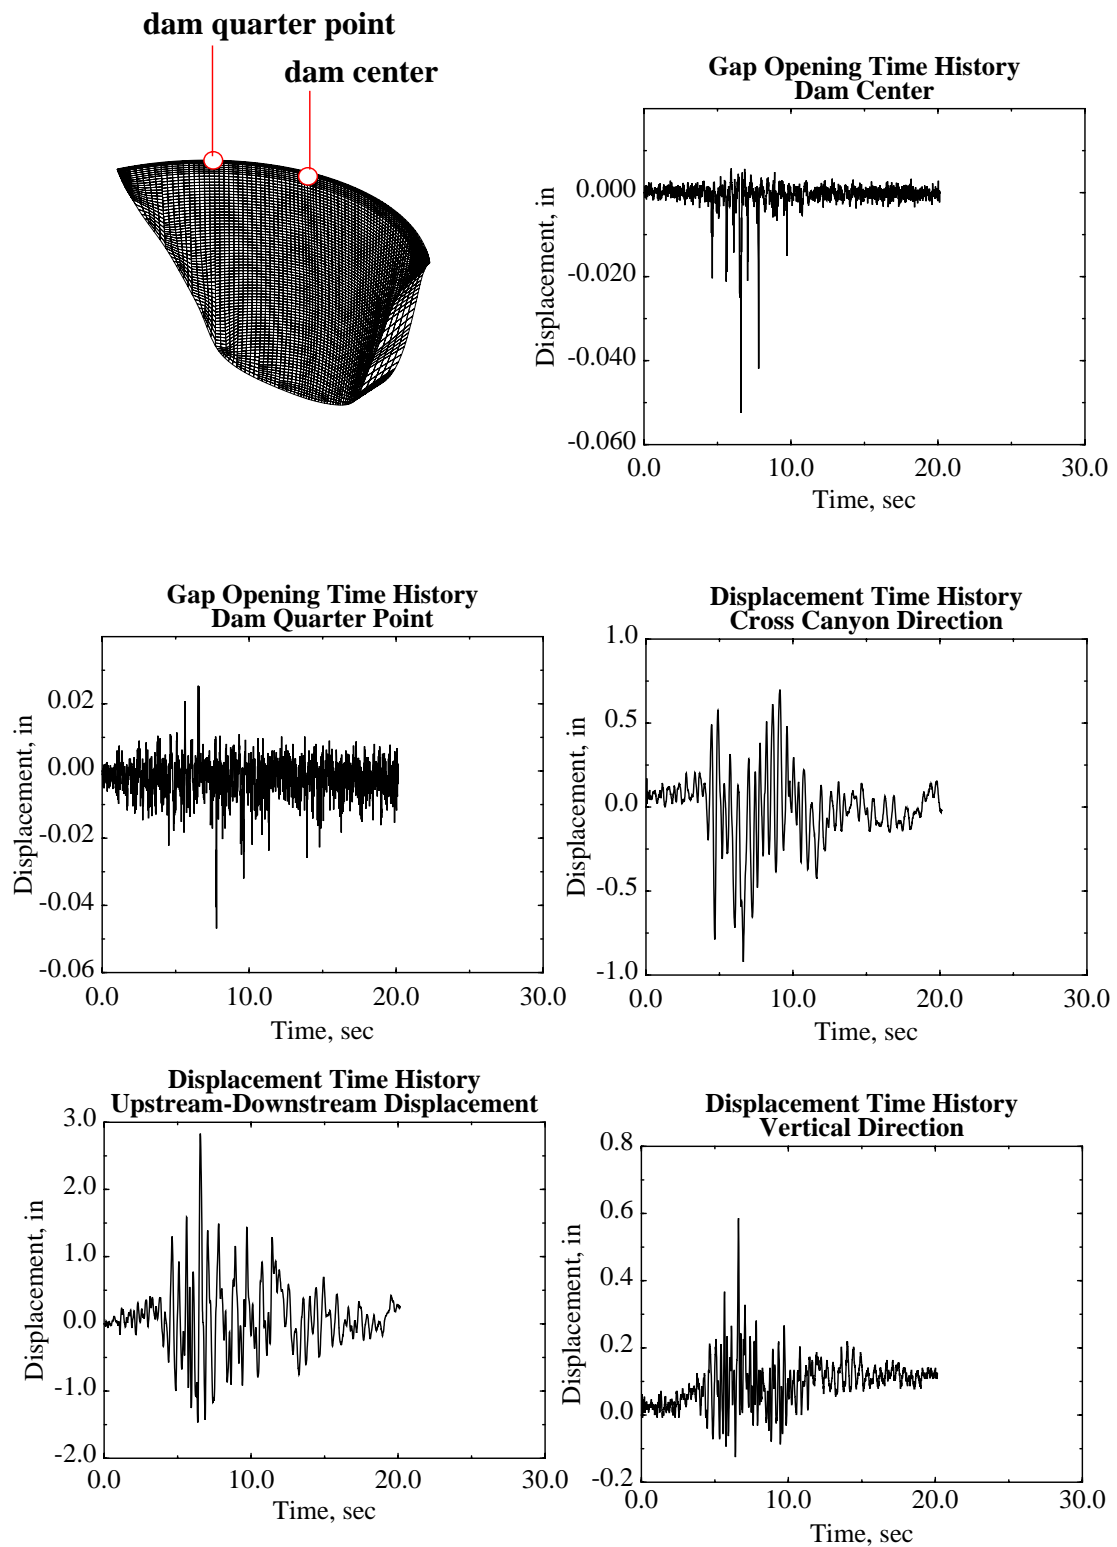 dam quarter point
dam center
Gap Opening Time History
Dam Center
0.000
-0.020
-0.040
-0.060
Displacement, in
0.0 10.0 20.0 30.0
Time, sec
Gap Opening Time History
Dam Quarter Point
0.02
0.00
-0.02
-0.04
-0.06
Displacement, in
0.0 10.0 20.0 30.0
Time, sec
Displacement Time History
Cross Canyon Direction
1.0
0.5
0.0
-0.5
-1.0
Displacement, in
0.0 10.0 20.0 30.0
Time, sec
Displacement Time History
Upstream-Downstream Displacement
3.0
2.0
1.0
0.0
-1.0
-2.0
Displacement, in
0.0 10.0 20.0 30.0
Time, sec
Displacement Time History
Vertical Direction
0.8
0.6
0.4
0.2
0.0
-0.2
Displacement, in
0.0 10.0 20.0 30.0
Time, sec